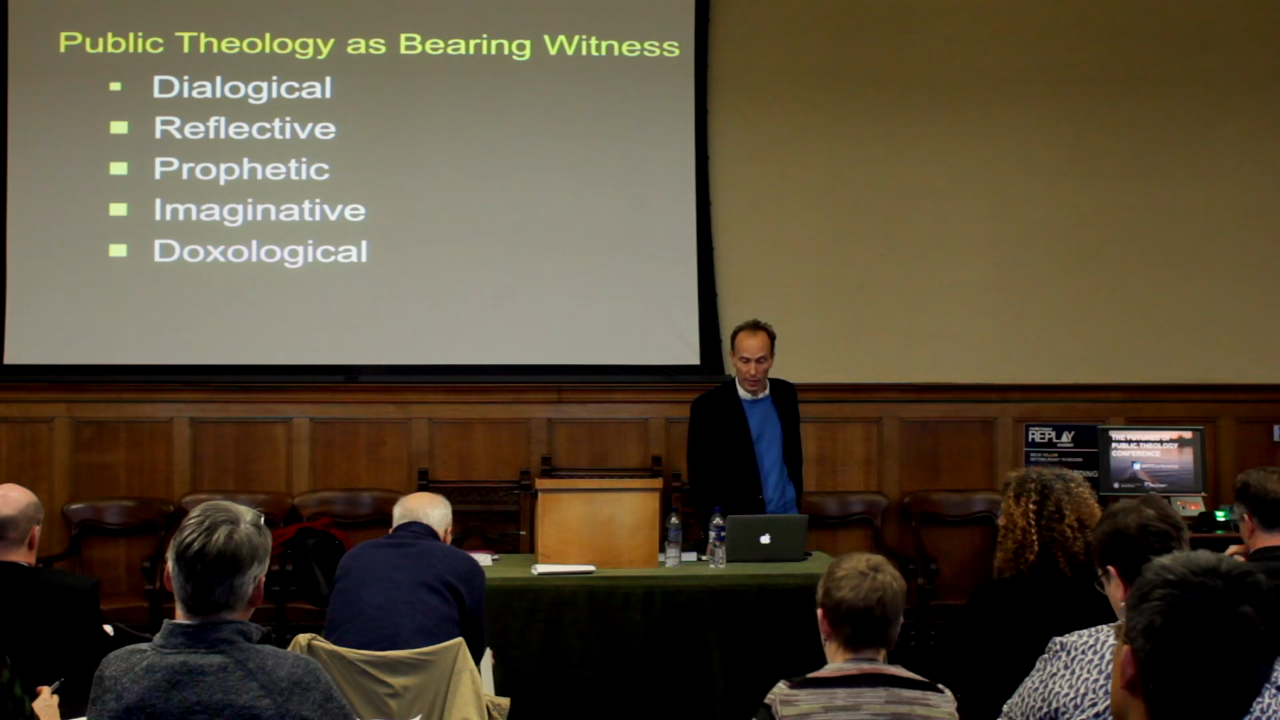 Public Theology as Bearing Witness
Dialogical
Reflective
Prophetic
Imaginative
Doxological
REPLAY
THE FUTURES OF
PUBLIC THEOLOGY
CONFERENCE